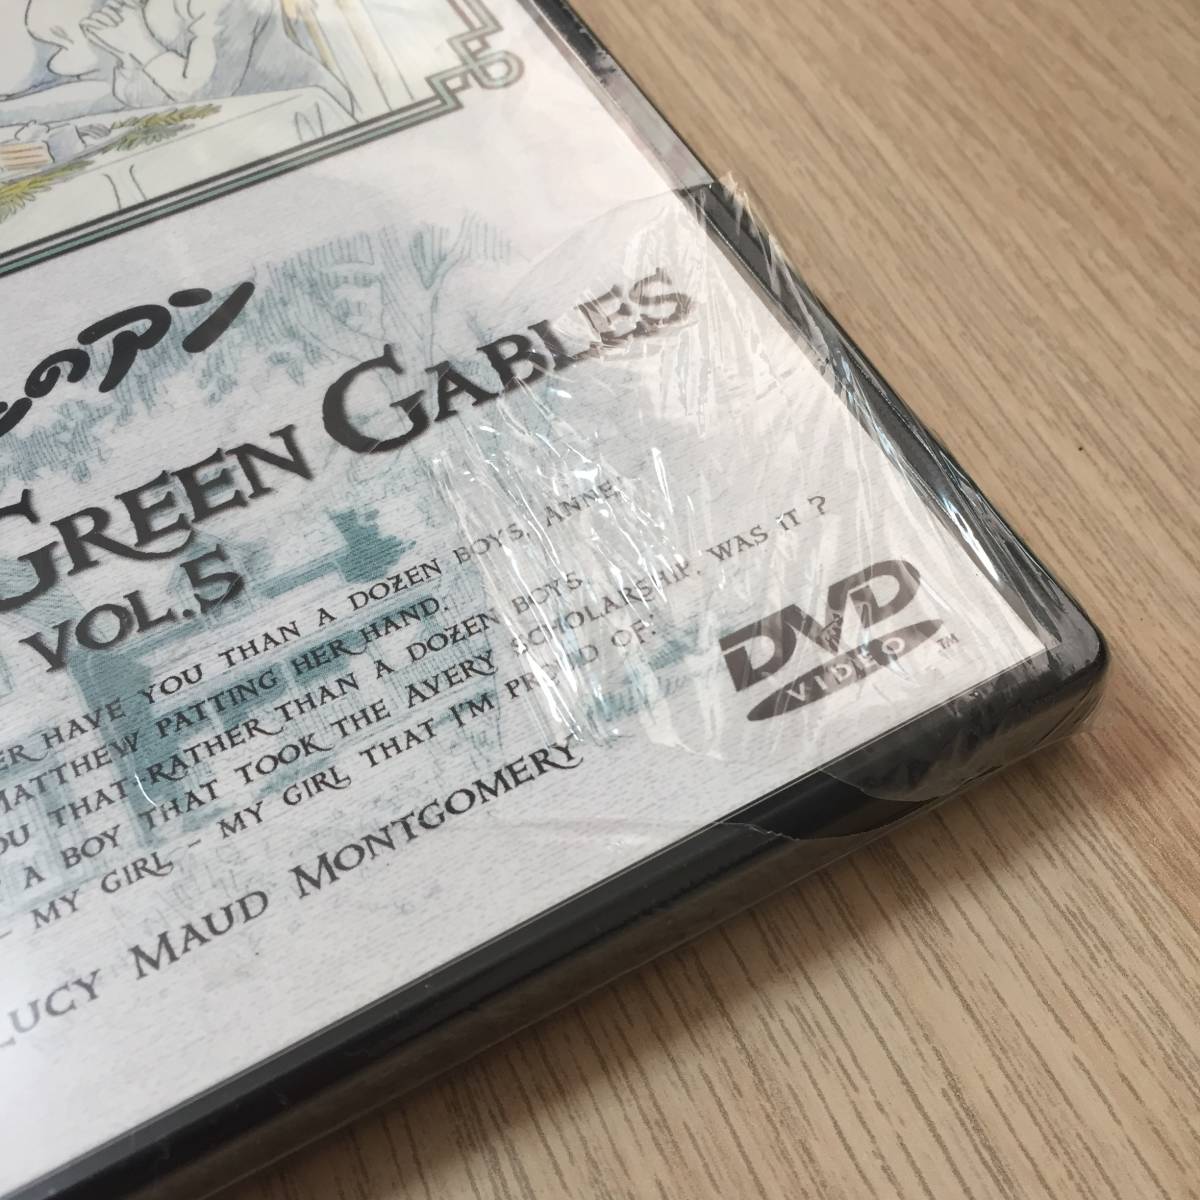 のアン
GREEN GABLES
VOL.5
HAVE YOU THAN A DOZEN BOYS, ANNE,
MATTHEW PATTING HER HAND.
YOU THAT-RATHER THAN A DOZEN BOYS.
A BOY THAT TOOK THE AVERY SCHOLARSHIP, WAS IT ?
- MY GIRL - MY GIRL THAT I'M PROUD OF.
LUCY MAUD MONTGOMERY
DVD
VIDEO
TM